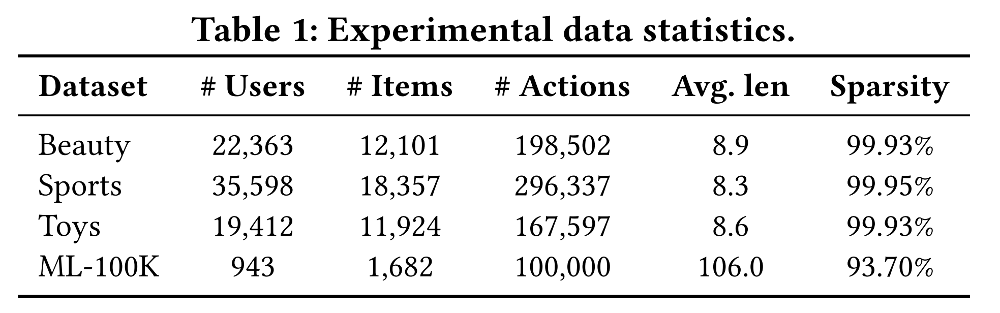 Table 1: Experimental data statistics.
Dataset # Users # Items # Actions Avg. len Sparsity
Beauty 22,363 12,101 198,502 8.9 99.93%
Sports 35,598 18,357 296,337 8.3 99.95%
Toys 19,412 11,924 167,597 8.6 99.93%
ML-100K 943 1,682 100,000 106.0 93.70%